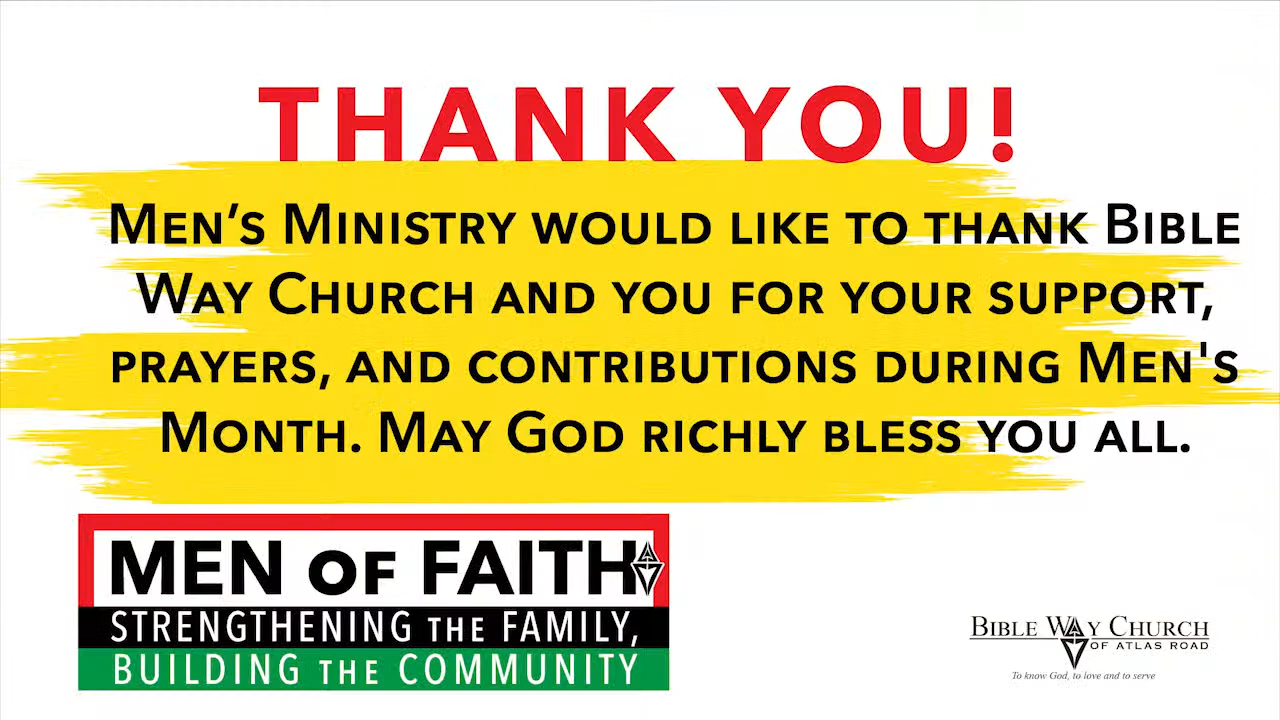 THANK YOU!
MEN’S MINISTRY WOULD LIKE TO THANK BIBLE
WAY CHURCH AND YOU FOR YOUR SUPPORT,
PRAYERS, AND CONTRIBUTIONS DURING MEN'S
MONTH. MAY GOD RICHLY BLESS YOU ALL.
MEN OF FAITH
STRENGTHENING THE FAMILY,
BUILDING THE COMMUNITY
BIBLE WAY CHURCH
OF ATLAS ROAD
To know God, to love and to serve